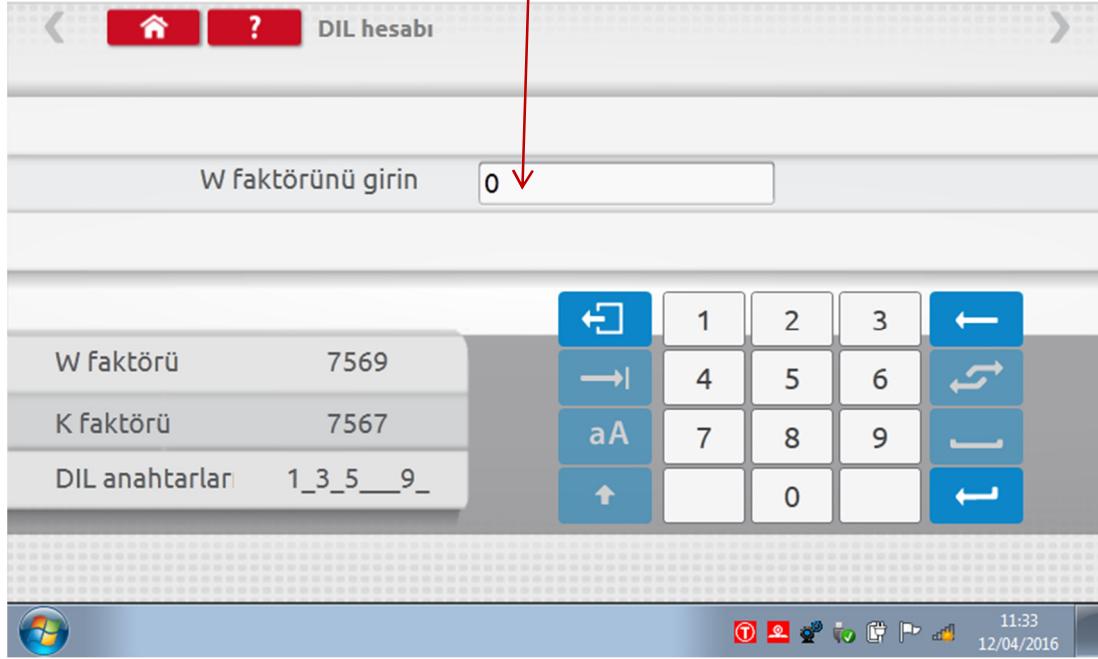 ? DIL hesabı
W faktörünü girin 0
1 2 3
W faktörü 7569
4 5 6
K faktörü 7567
aA 7 8 9
DIL anahtarları 1_3_5___9_
0
11:33
12/04/2016